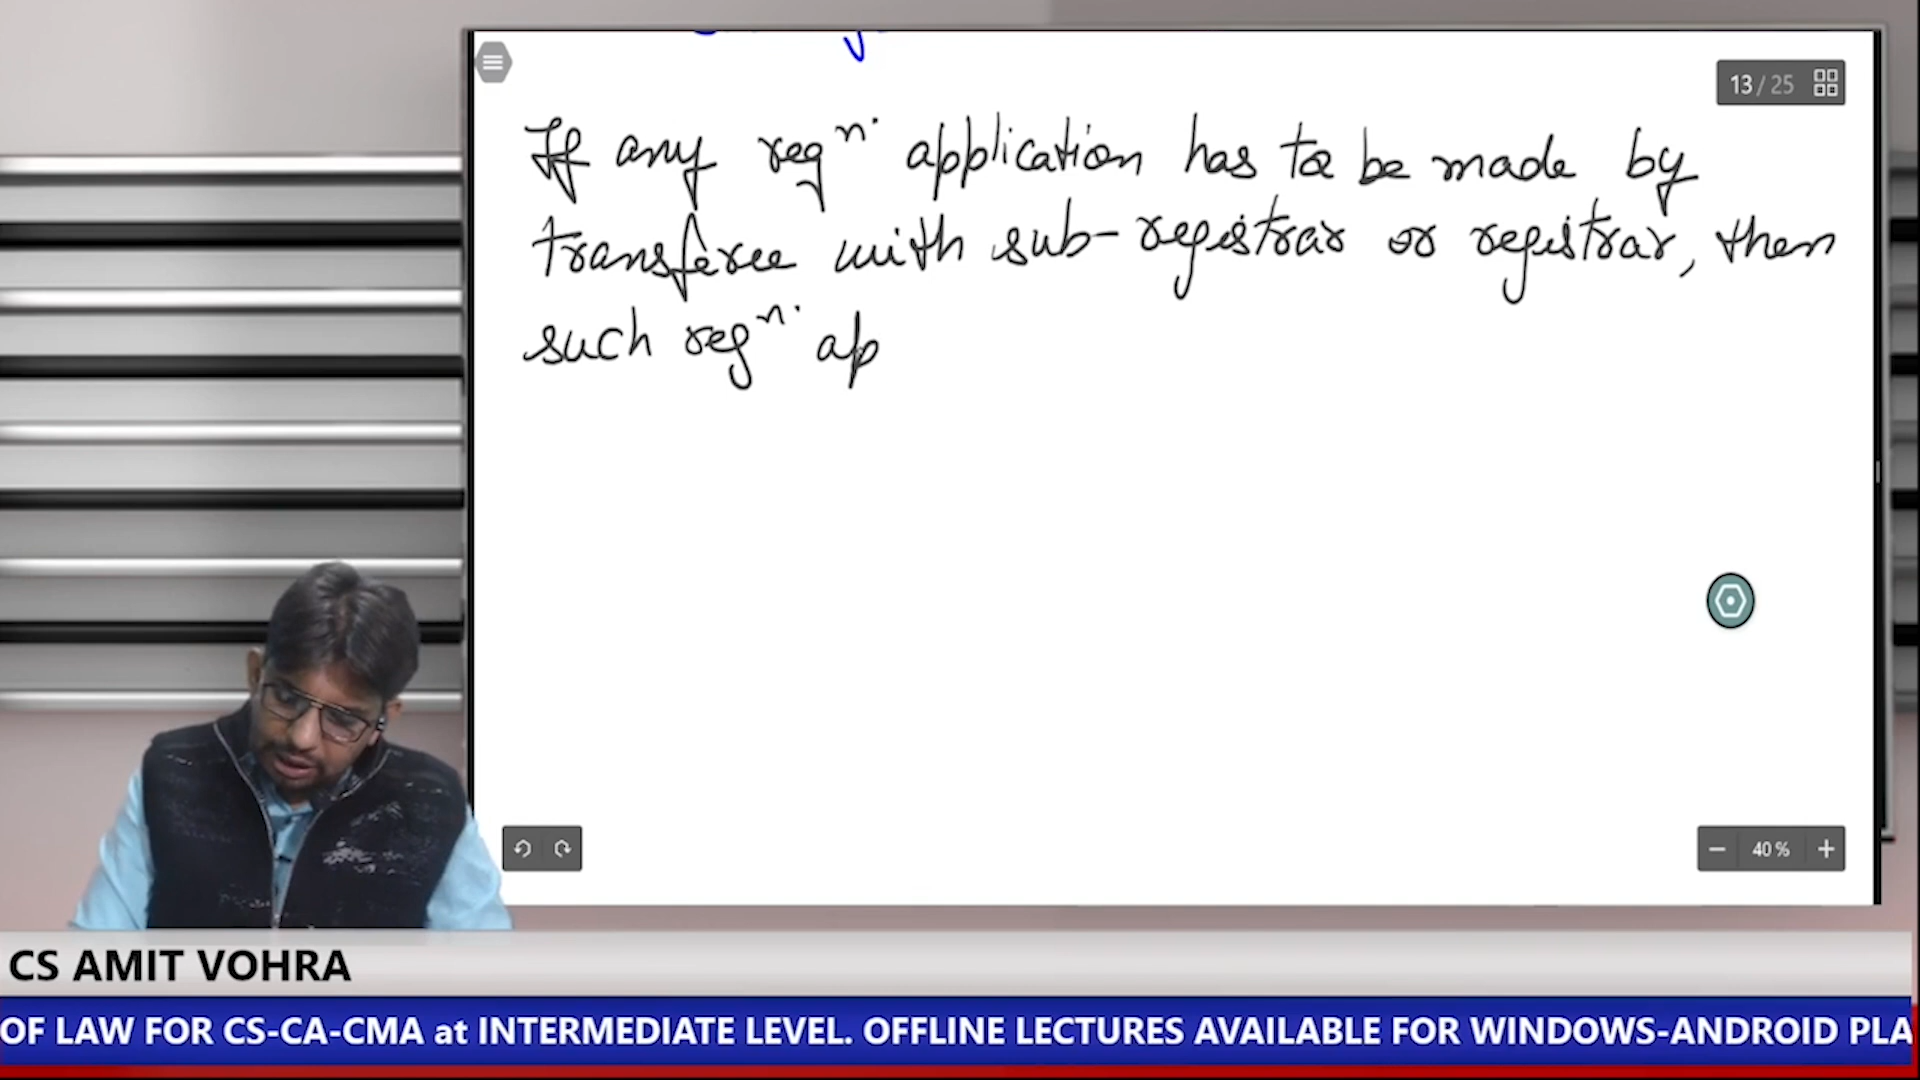 13 / 25
If any regⁿ. application has to be made by
transferee with sub-registrar or registrar, then
such regⁿ. ap
40 %
CS AMIT VOHRA
OF LAW FOR CS-CA-CMA at INTERMEDIATE LEVEL. OFFLINE LECTURES AVAILABLE FOR WINDOWS-ANDROID PLA